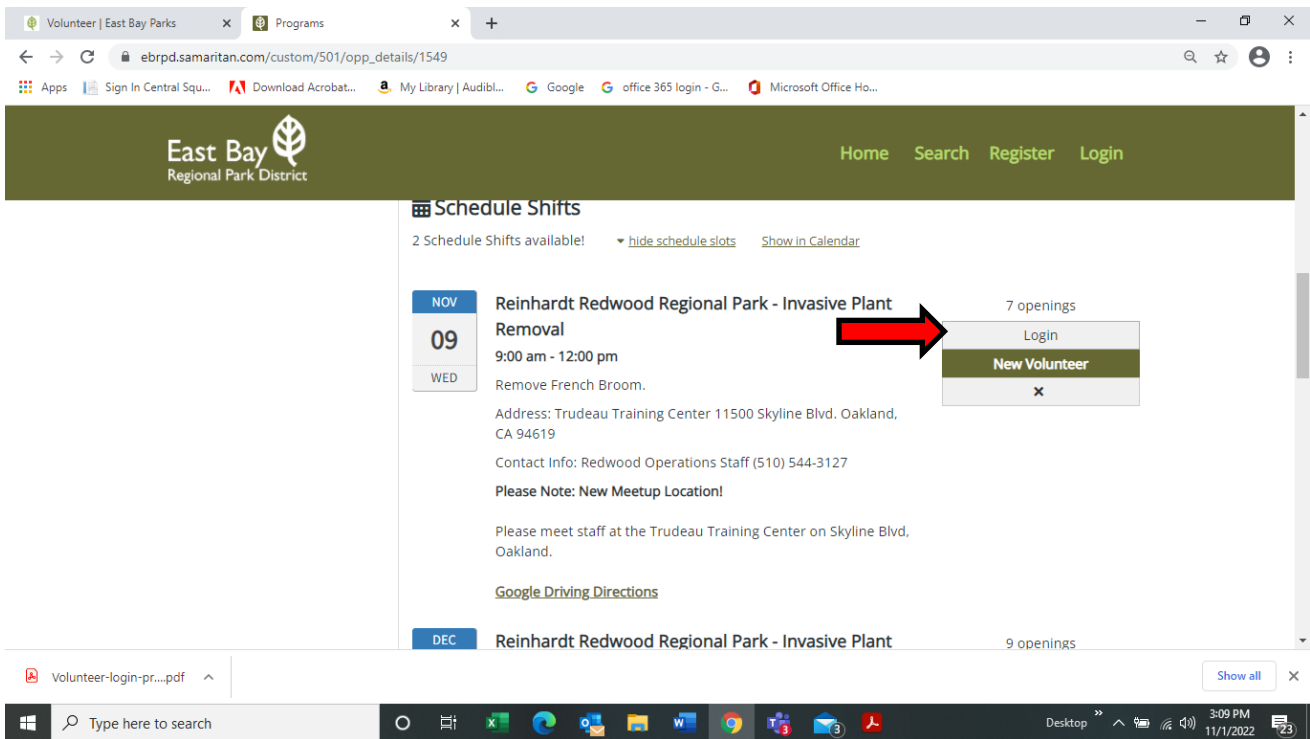 Volunteer | East Bay Parks
Programs
ebrpd.samaritan.com/custom/501/opp_details/1549
Apps
Sign In Central Squ...
Download Acrobat...
My Library | Audibl...
Google
office 365 login - G...
Microsoft Office Ho...
East Bay
Regional Park District
Home Search Register Login
Schedule Shifts
2 Schedule Shifts available! hide schedule slots Show in Calendar
NOV
09
WED
Reinhardt Redwood Regional Park - Invasive Plant
Removal
9:00 am - 12:00 pm
Remove French Broom.
Address: Trudeau Training Center 11500 Skyline Blvd. Oakland,
CA 94619
Contact Info: Redwood Operations Staff (510) 544-3127
Please Note: New Meetup Location!
Please meet staff at the Trudeau Training Center on Skyline Blvd,
Oakland.
Google Driving Directions
7 openings
Login
New Volunteer
×
DEC
Reinhardt Redwood Regional Park - Invasive Plant
9 openings
Volunteer-login-pr....pdf
Show all
Type here to search
3
3
Desktop
3:09 PM
11/1/2022
23